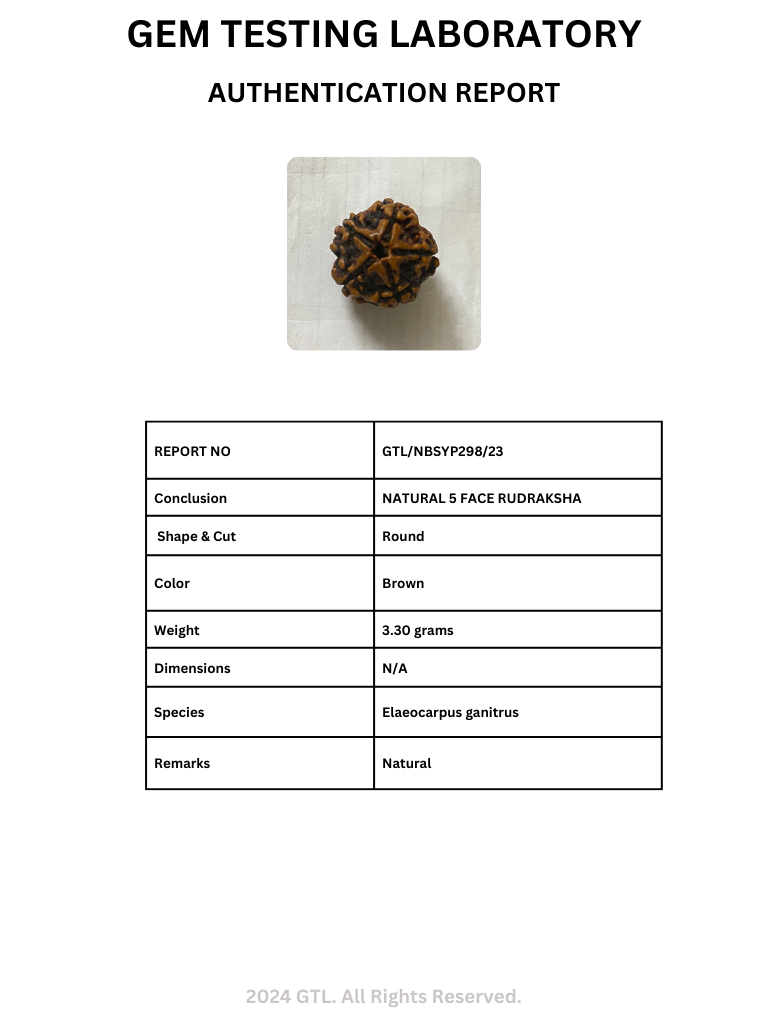 GEM TESTING LABORATORY
AUTHENTICATION REPORT
REPORT NO GTL/NBSYP298/23
Conclusion NATURAL 5 FACE RUDRAKSHA
Shape & Cut Round
Color Brown
Weight 3.30 grams
Dimensions N/A
Species Elaeocarpus ganitrus
Remarks Natural
2024 GTL. All Rights Reserved.